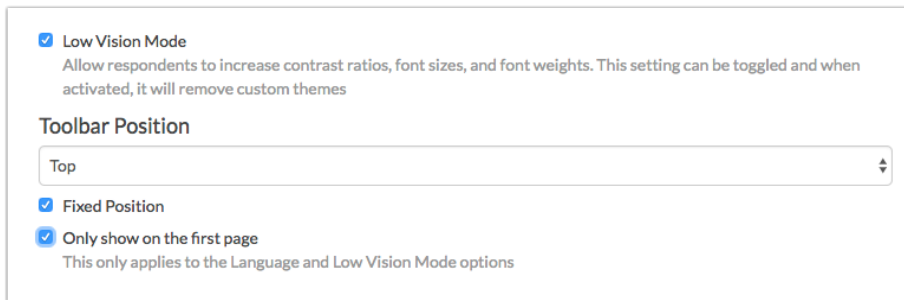 Low Vision Mode
Allow respondents to increase contrast ratios, font sizes, and font weights. This setting can be toggled and when
activated, it will remove custom themes
Toolbar Position
Top
Fixed Position
Only show on the first page
This only applies to the Language and Low Vision Mode options